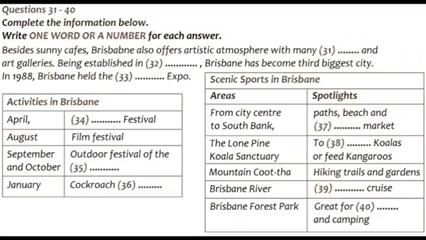 Questions 31 - 40
Complete the information below.
Write ONE WORD OR A NUMBER for each answer.
Besides sunny cafes, Brisbabne also offers artistic atmosphere with many (31) ........ and
art galleries. Being established in (32) ............ , Brisbane has become third biggest city.
In 1988, Brisbane held the (33) ........... Expo.
Activities in Brisbane
April, (34) ........... Festival
August Film festival
September and October Outdoor festival of the (35) ...........
January Cockroach (36) ..........
Scenic Sports in Brisbane
Areas Spotlights
From city centre to South Bank, paths, beach and (37) .......... market
The Lone Pine Koala Sanctuary To (38) .......... Koalas or feed Kangaroos
Mountain Coot-tha Hiking trails and gardens
Brisbane River (39) .......... cruise
Brisbane Forest Park Great for (40) ........ and camping